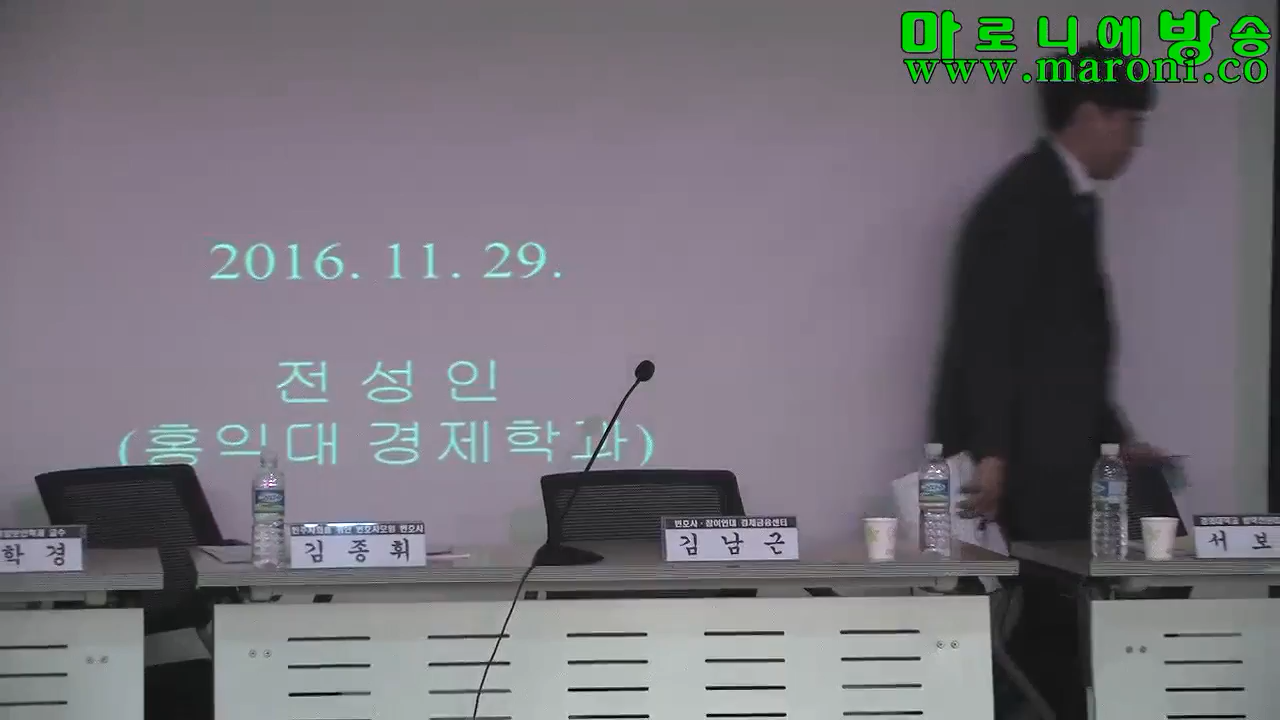 마로니에방송
www.maroni.co
2016. 11. 29.
전 성 인
(홍익대 경제학과)
학 경
김 종 휘
변호사·참여연대 경제금융센터
김 남 근
서 보